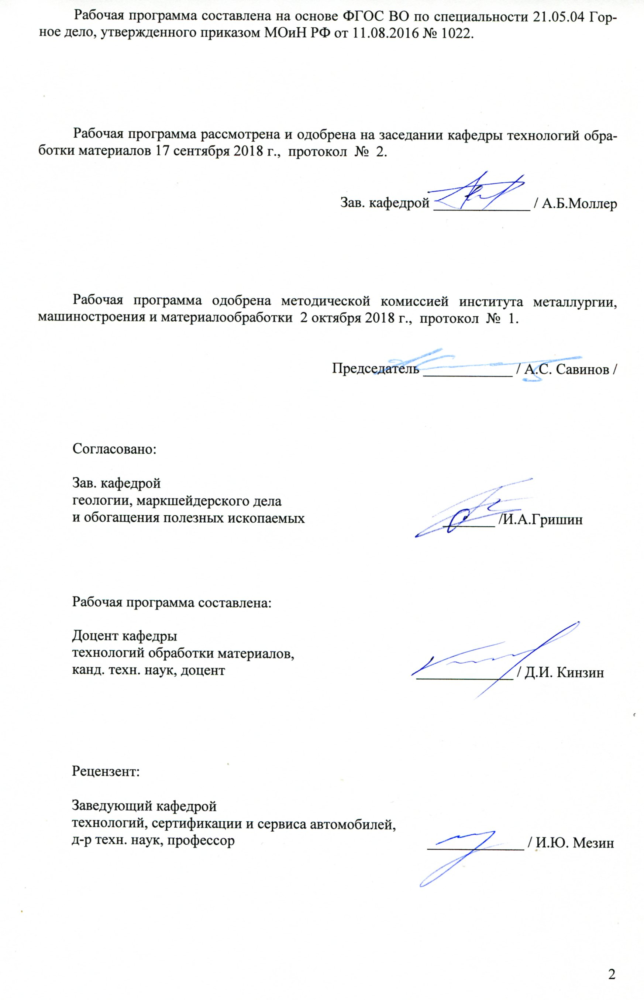 Рабочая программа составлена на основе ФГОС ВО по специальности 21.05.04 Гор-
ное дело, утвержденного приказом МОиН РФ от 11.08.2016 № 1022.
Рабочая программа рассмотрена и одобрена на заседании кафедры технологий обра-
ботки материалов 17 сентября 2018 г., протокол № 2.
Зав. кафедрой _____________ / А.Б.Моллер
Рабочая программа одобрена методической комиссией института металлургии,
машиностроения и материалообработки 2 октября 2018 г., протокол № 1.
Председатель ____________ / А.С. Савинов /
Согласовано:
Зав. кафедрой
геологии, маркшейдерского дела
и обогащения полезных ископаемых _______ /И.А.Гришин
Рабочая программа составлена:
Доцент кафедры
технологий обработки материалов,
канд. техн. наук, доцент _____________ / Д.И. Кинзин
Рецензент:
Заведующий кафедрой
технологий, сертификации и сервиса автомобилей,
д-р техн. наук, профессор _____________ / И.Ю. Мезин
2